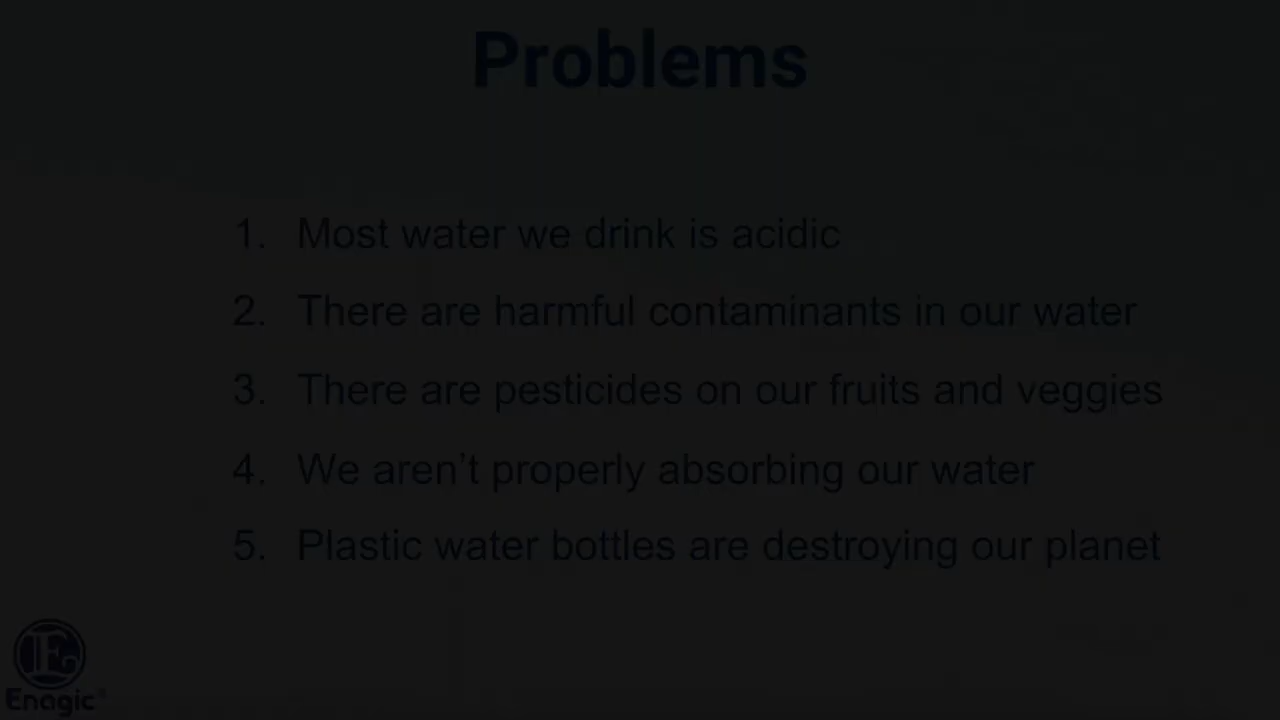 Problems
1. Most water we drink is acidic
2. There are harmful contaminants in our water
3. There are pesticides on our fruits and veggies
4. We aren’t properly absorbing our water
5. Plastic water bottles are destroying our planet
E
Enagic®